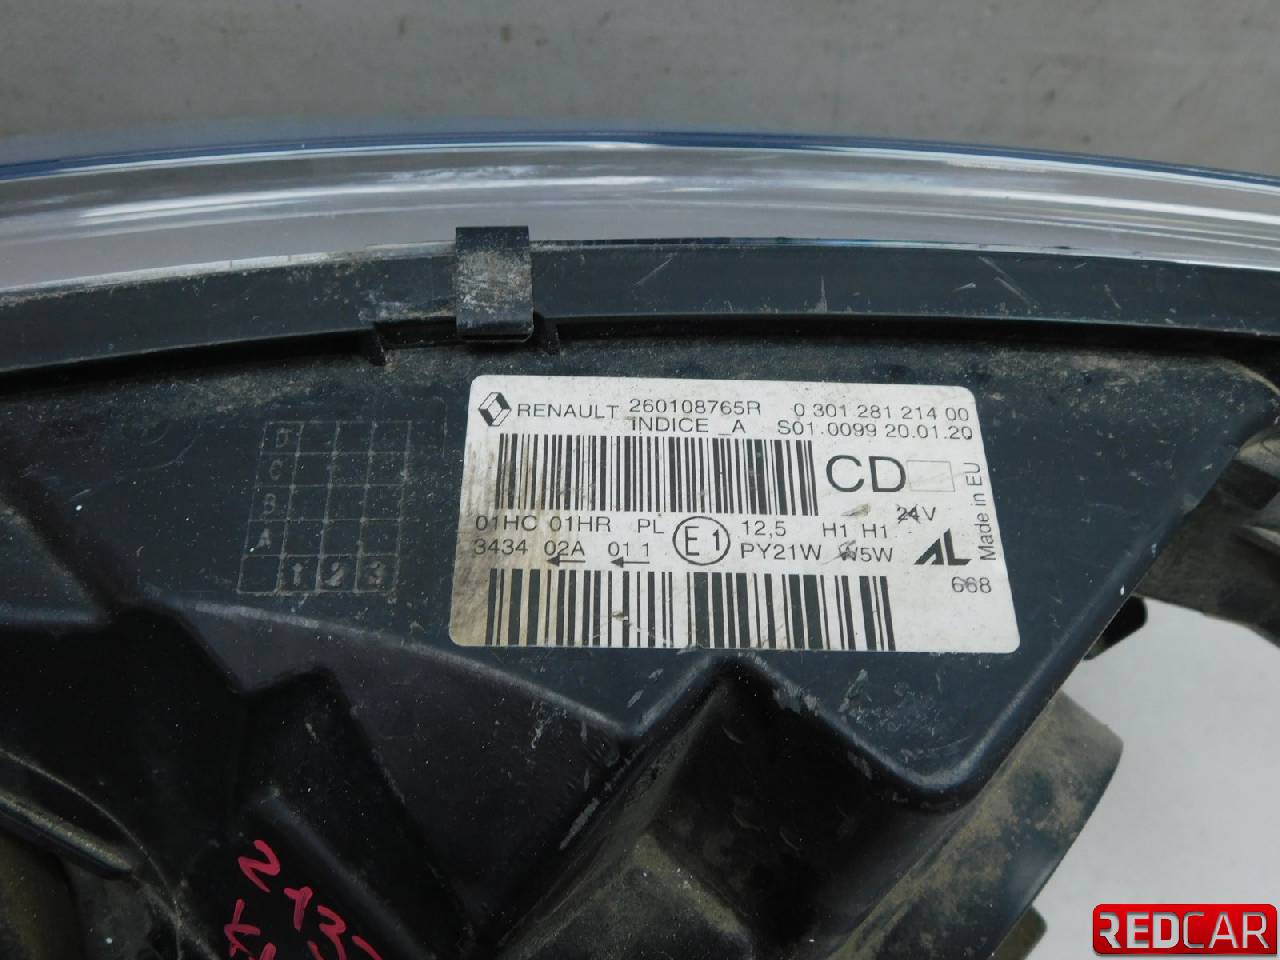 RENAULT 260108765R 0 301 281 214 00
INDICE _A S01.0099 20.01.20
CD
Made in EU
24V
01HC 01HR PL E1 12,5 H1 H1
3434 02A 01 1 PY21W W5W AL
668
D
C
B
A
1 2 3
REDCAR